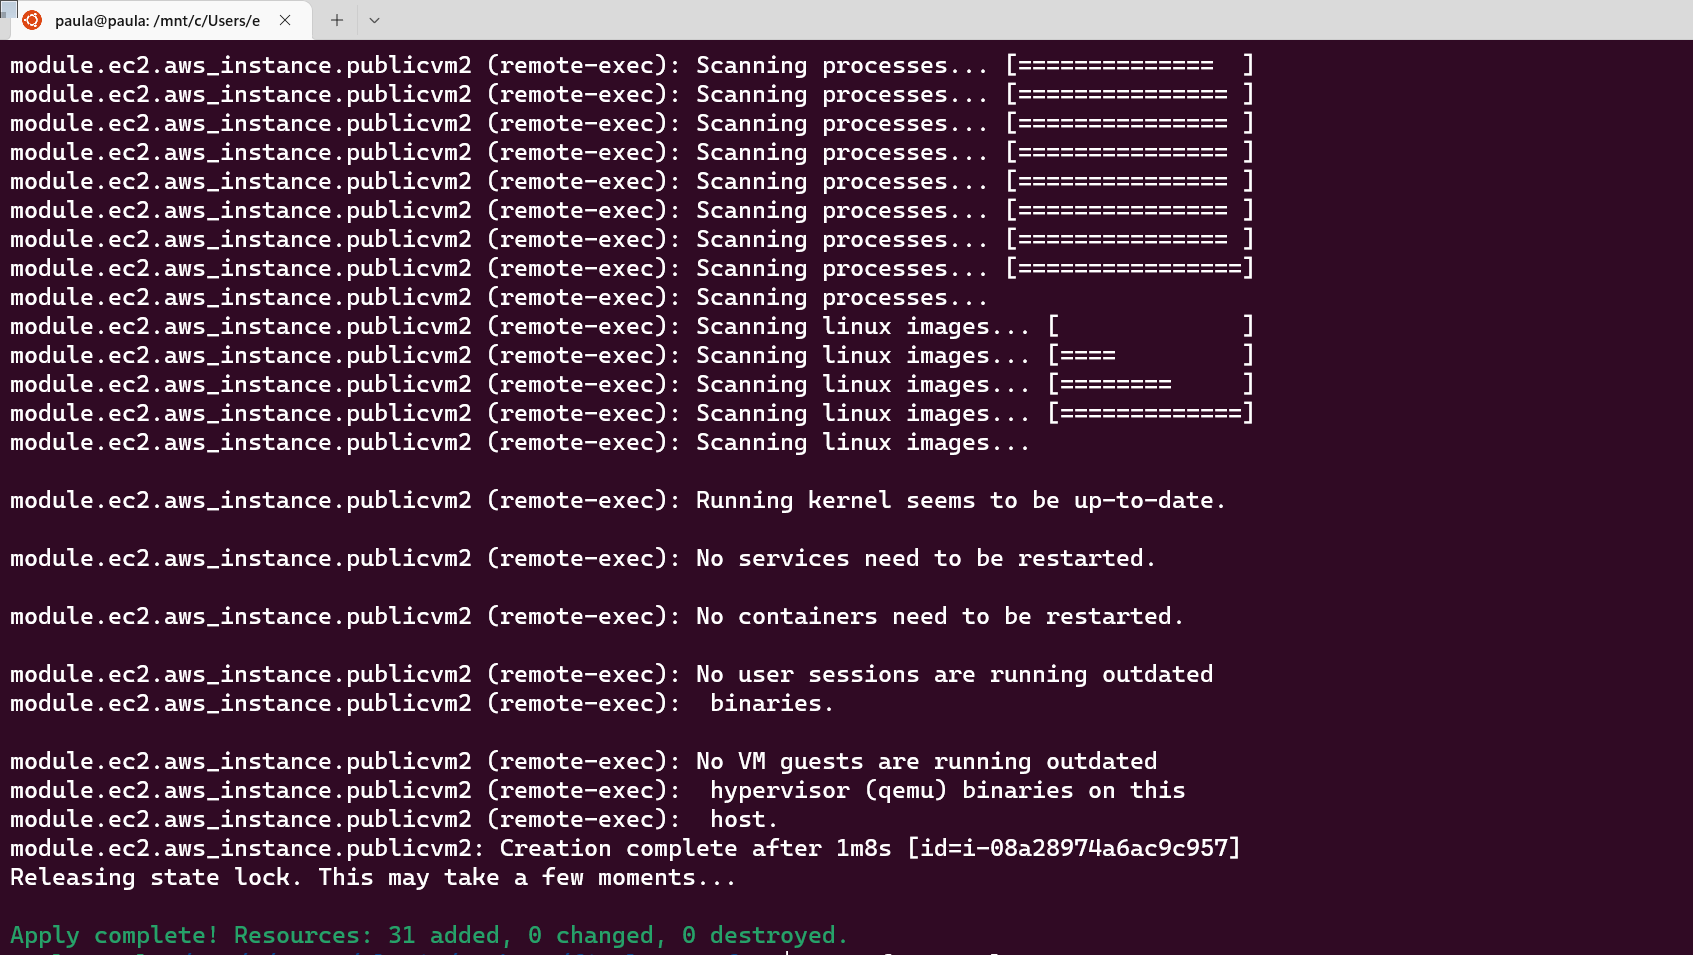 paula@paula: /mnt/c/Users/e
module.ec2.aws_instance.publicvm2 (remote-exec): Scanning processes... [==============  ]
module.ec2.aws_instance.publicvm2 (remote-exec): Scanning processes... [=============== ]
module.ec2.aws_instance.publicvm2 (remote-exec): Scanning processes... [=============== ]
module.ec2.aws_instance.publicvm2 (remote-exec): Scanning processes... [=============== ]
module.ec2.aws_instance.publicvm2 (remote-exec): Scanning processes... [=============== ]
module.ec2.aws_instance.publicvm2 (remote-exec): Scanning processes... [=============== ]
module.ec2.aws_instance.publicvm2 (remote-exec): Scanning processes... [=============== ]
module.ec2.aws_instance.publicvm2 (remote-exec): Scanning processes... [================]
module.ec2.aws_instance.publicvm2 (remote-exec): Scanning processes...
module.ec2.aws_instance.publicvm2 (remote-exec): Scanning linux images... [             ]
module.ec2.aws_instance.publicvm2 (remote-exec): Scanning linux images... [====         ]
module.ec2.aws_instance.publicvm2 (remote-exec): Scanning linux images... [========     ]
module.ec2.aws_instance.publicvm2 (remote-exec): Scanning linux images... [=============]
module.ec2.aws_instance.publicvm2 (remote-exec): Scanning linux images...
module.ec2.aws_instance.publicvm2 (remote-exec): Running kernel seems to be up-to-date.
module.ec2.aws_instance.publicvm2 (remote-exec): No services need to be restarted.
module.ec2.aws_instance.publicvm2 (remote-exec): No containers need to be restarted.
module.ec2.aws_instance.publicvm2 (remote-exec): No user sessions are running outdated
module.ec2.aws_instance.publicvm2 (remote-exec):  binaries.
module.ec2.aws_instance.publicvm2 (remote-exec): No VM guests are running outdated
module.ec2.aws_instance.publicvm2 (remote-exec):  hypervisor (qemu) binaries on this
module.ec2.aws_instance.publicvm2 (remote-exec):  host.
module.ec2.aws_instance.publicvm2: Creation complete after 1m8s [id=i-08a28974a6ac9c957]
Releasing state lock. This may take a few moments...
Apply complete! Resources: 31 added, 0 changed, 0 destroyed.